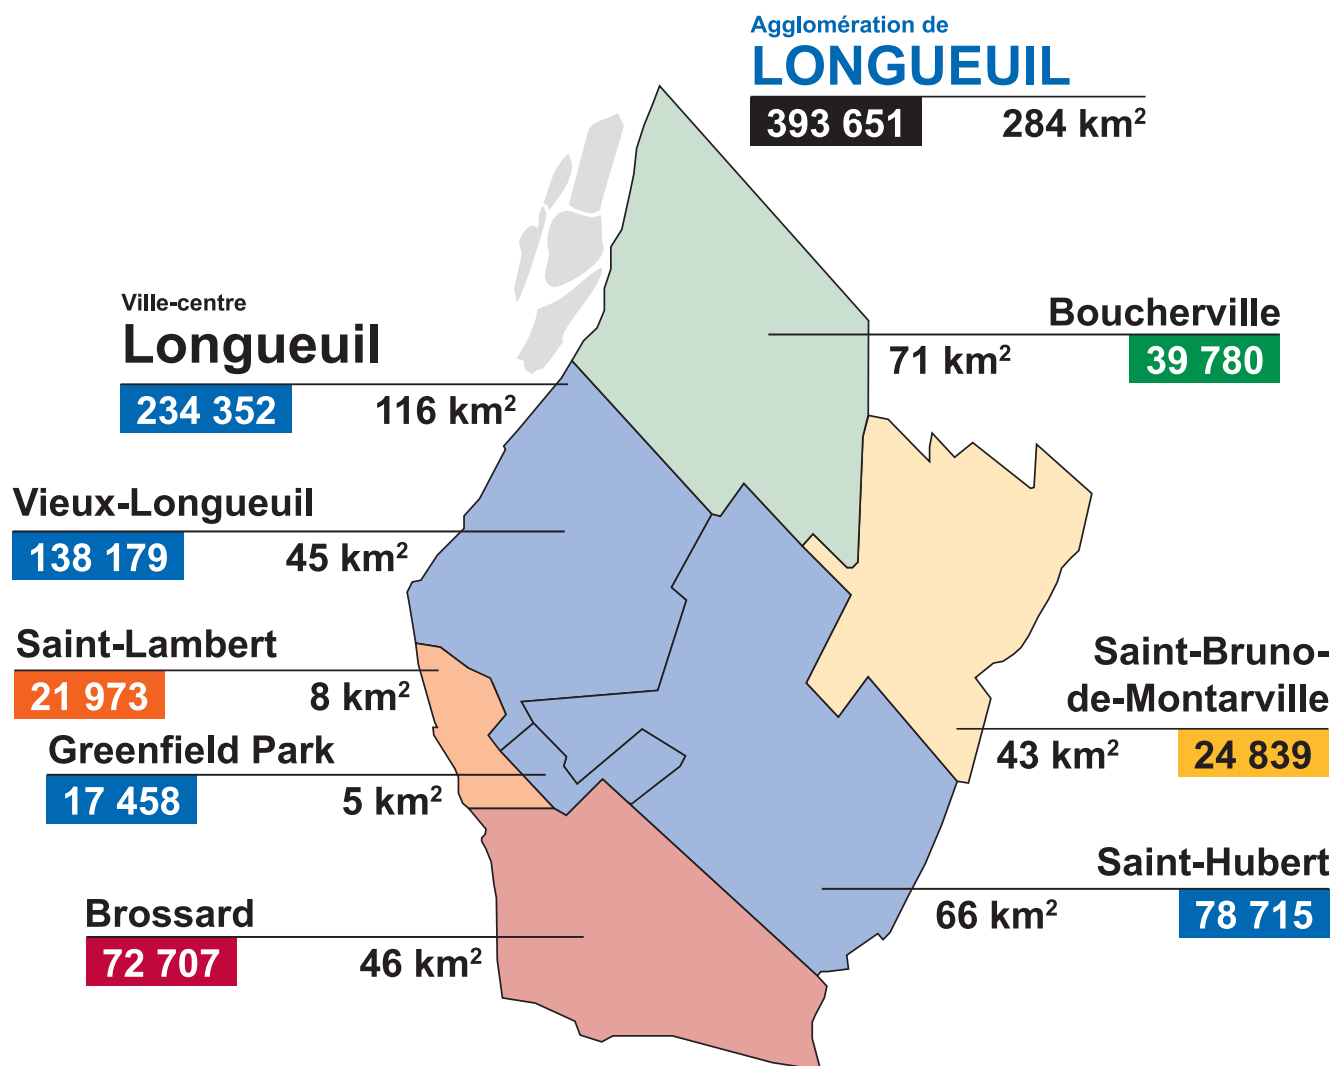 Agglomération de
LONGUEUIL
393 651 284 km²
Ville-centre
Longueuil
234 352 116 km²
Boucherville
71 km² 39 780
Vieux-Longueuil
138 179 45 km²
Saint-Lambert
21 973 8 km²
Saint-Bruno-
de-Montarville
43 km² 24 839
Greenfield Park
17 458 5 km²
Saint-Hubert
66 km² 78 715
Brossard
72 707 46 km²